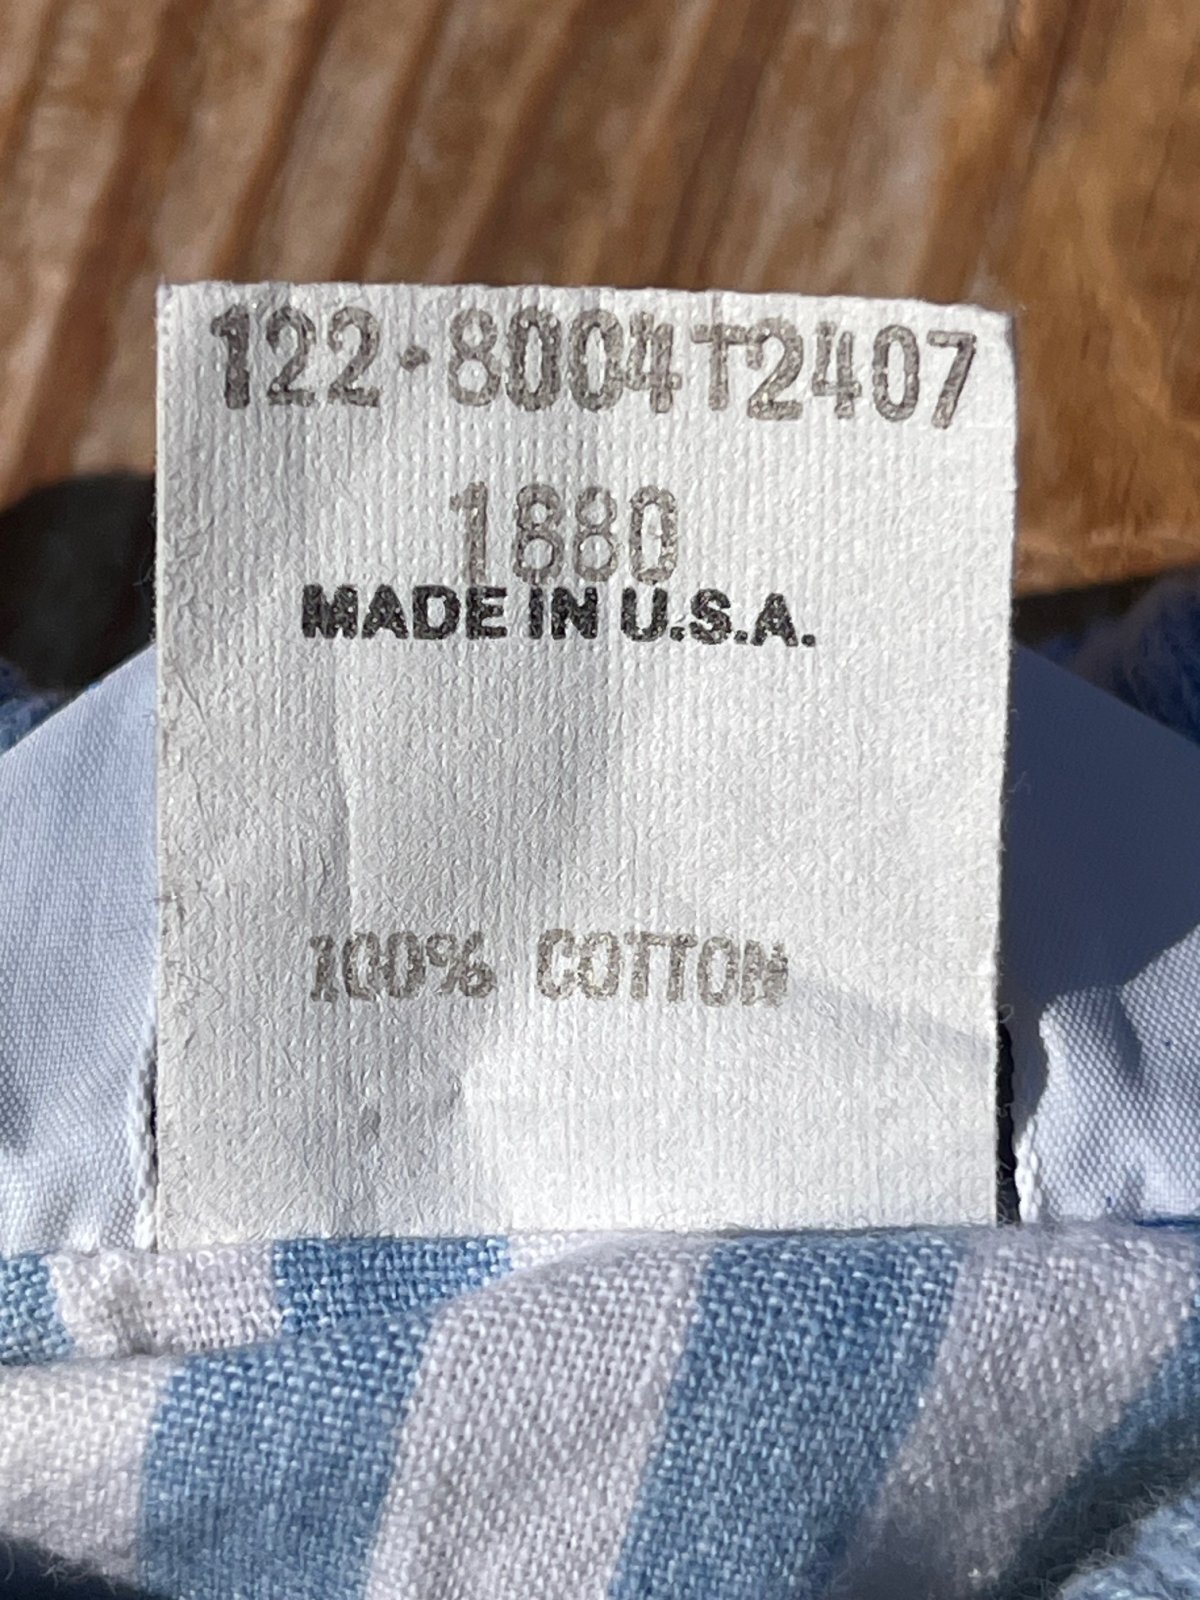 122·8004T2407
1880
MADE IN U.S.A.
100% COTTON